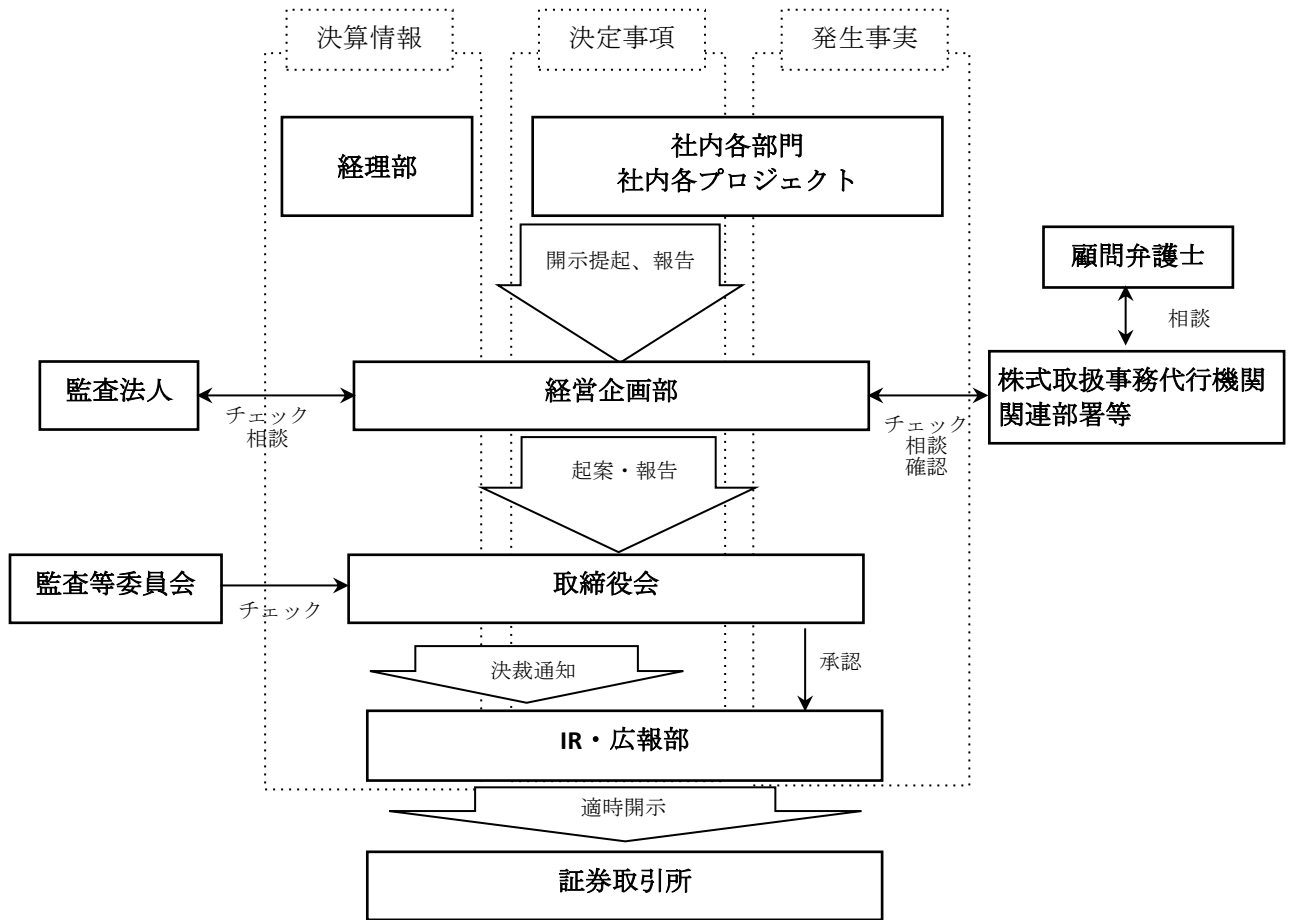 決算情報
決定事項
発生事実
経理部
社内各部門
社内各プロジェクト
開示提起、報告
顧問弁護士
相談
監査法人
チェック
相談
経営企画部
チェック
相談
確認
株式取扱事務代行機関
関連部署等
起案・報告
監査等委員会
チェック
取締役会
決裁通知
承認
IR・広報部
適時開示
証券取引所